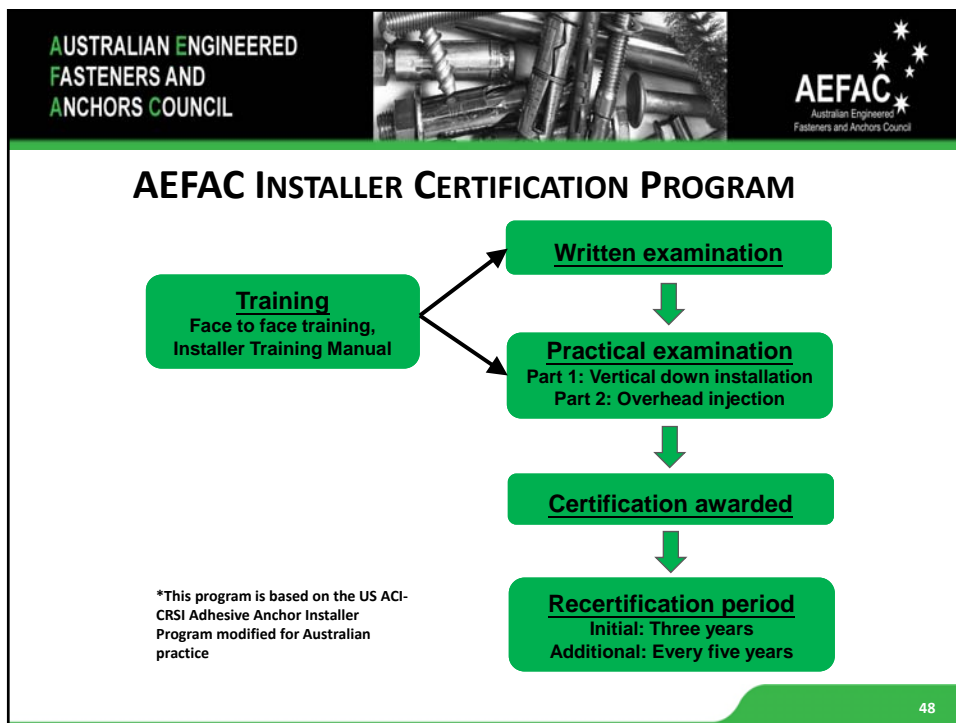 AUSTRALIAN ENGINEERED
FASTENERS AND
ANCHORS COUNCIL
AEFAC
Australian Engineered
Fasteners and Anchors Council
AEFAC INSTALLER CERTIFICATION PROGRAM
Training
Face to face training,
Installer Training Manual
Written examination
Practical examination
Part 1: Vertical down installation
Part 2: Overhead injection
Certification awarded
Recertification period
Initial: Three years
Additional: Every five years
*This program is based on the US ACI-
CRSI Adhesive Anchor Installer
Program modified for Australian
practice
48